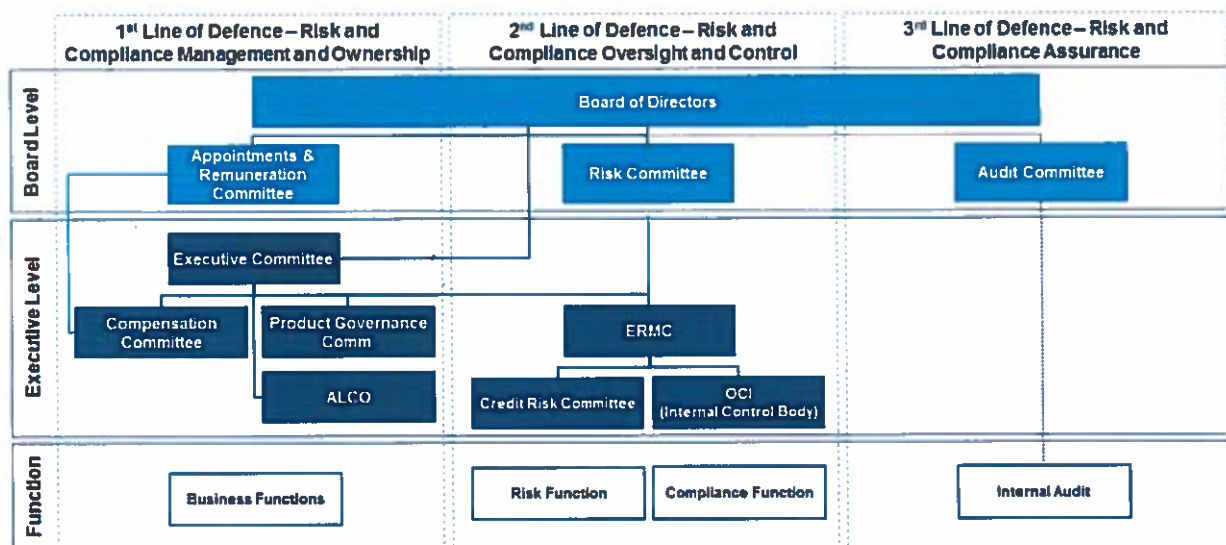 1st Line of Defence – Risk and
Compliance Management and Ownership
2nd Line of Defence – Risk and
Compliance Oversight and Control
3rd Line of Defence – Risk and
Compliance Assurance
Board Level
Board of Directors
Appointments &
Remuneration
Committee
Risk Committee
Audit Committee
Executive Level
Executive Committee
Compensation
Committee
Product Governance
Comm
ERMC
ALCO
Credit Risk Committee
OCI
(Internal Control Body)
Function
Business Functions
Risk Function
Compliance Function
Internal Audit